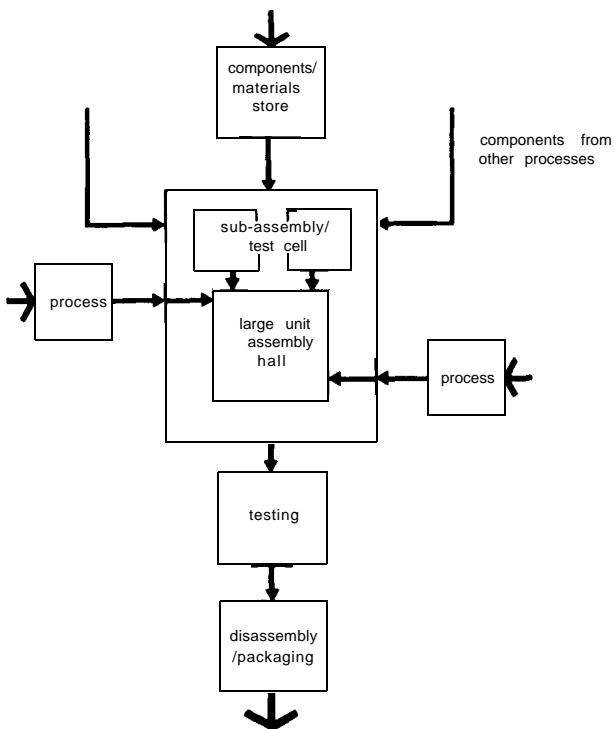 components/
materials
store
components from
other processes
sub-assembly/
test cell
process
large unit
assembly
hall
process
testing
disassembly
/packaging